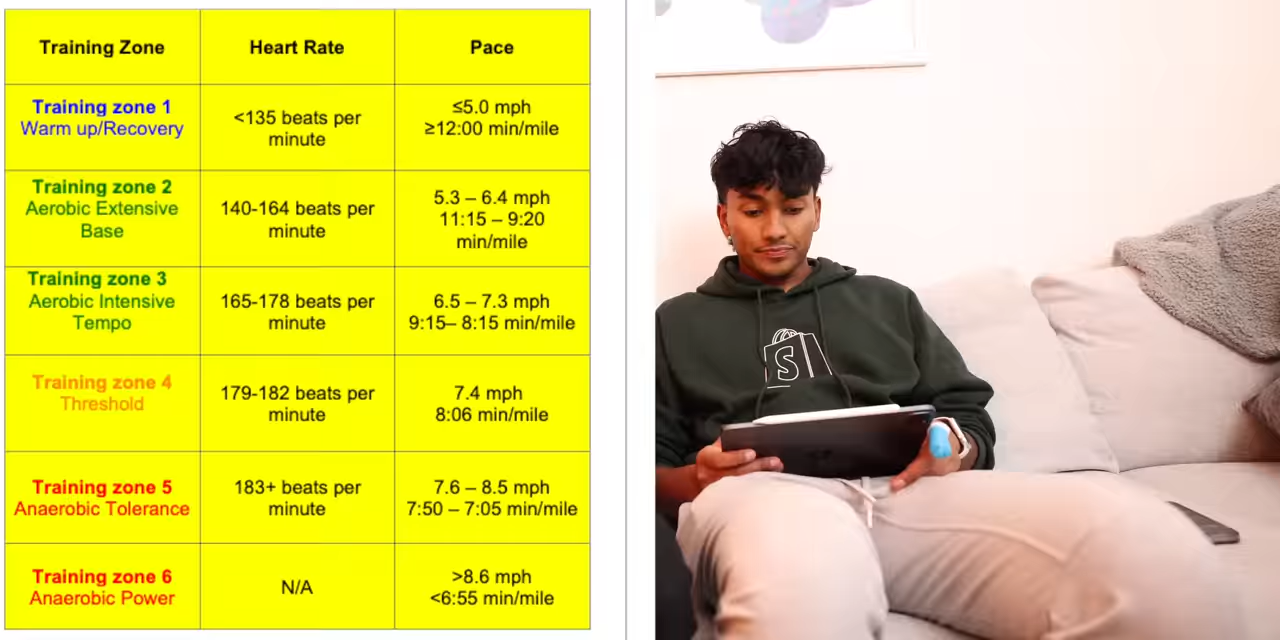 Training Zone
Heart Rate
Pace
Training zone 1
Warm up/Recovery
<135 beats per
minute
≤5.0 mph
≥12:00 min/mile
Training zone 2
Aerobic Extensive
Base
140-164 beats per
minute
5.3 – 6.4 mph
11:15 – 9:20
min/mile
Training zone 3
Aerobic Intensive
Tempo
165-178 beats per
minute
6.5 – 7.3 mph
9:15– 8:15 min/mile
Training zone 4
Threshold
179-182 beats per
minute
7.4 mph
8:06 min/mile
Training zone 5
Anaerobic Tolerance
183+ beats per
minute
7.6 – 8.5 mph
7:50 – 7:05 min/mile
Training zone 6
Anaerobic Power
N/A
>8.6 mph
<6:55 min/mile
S